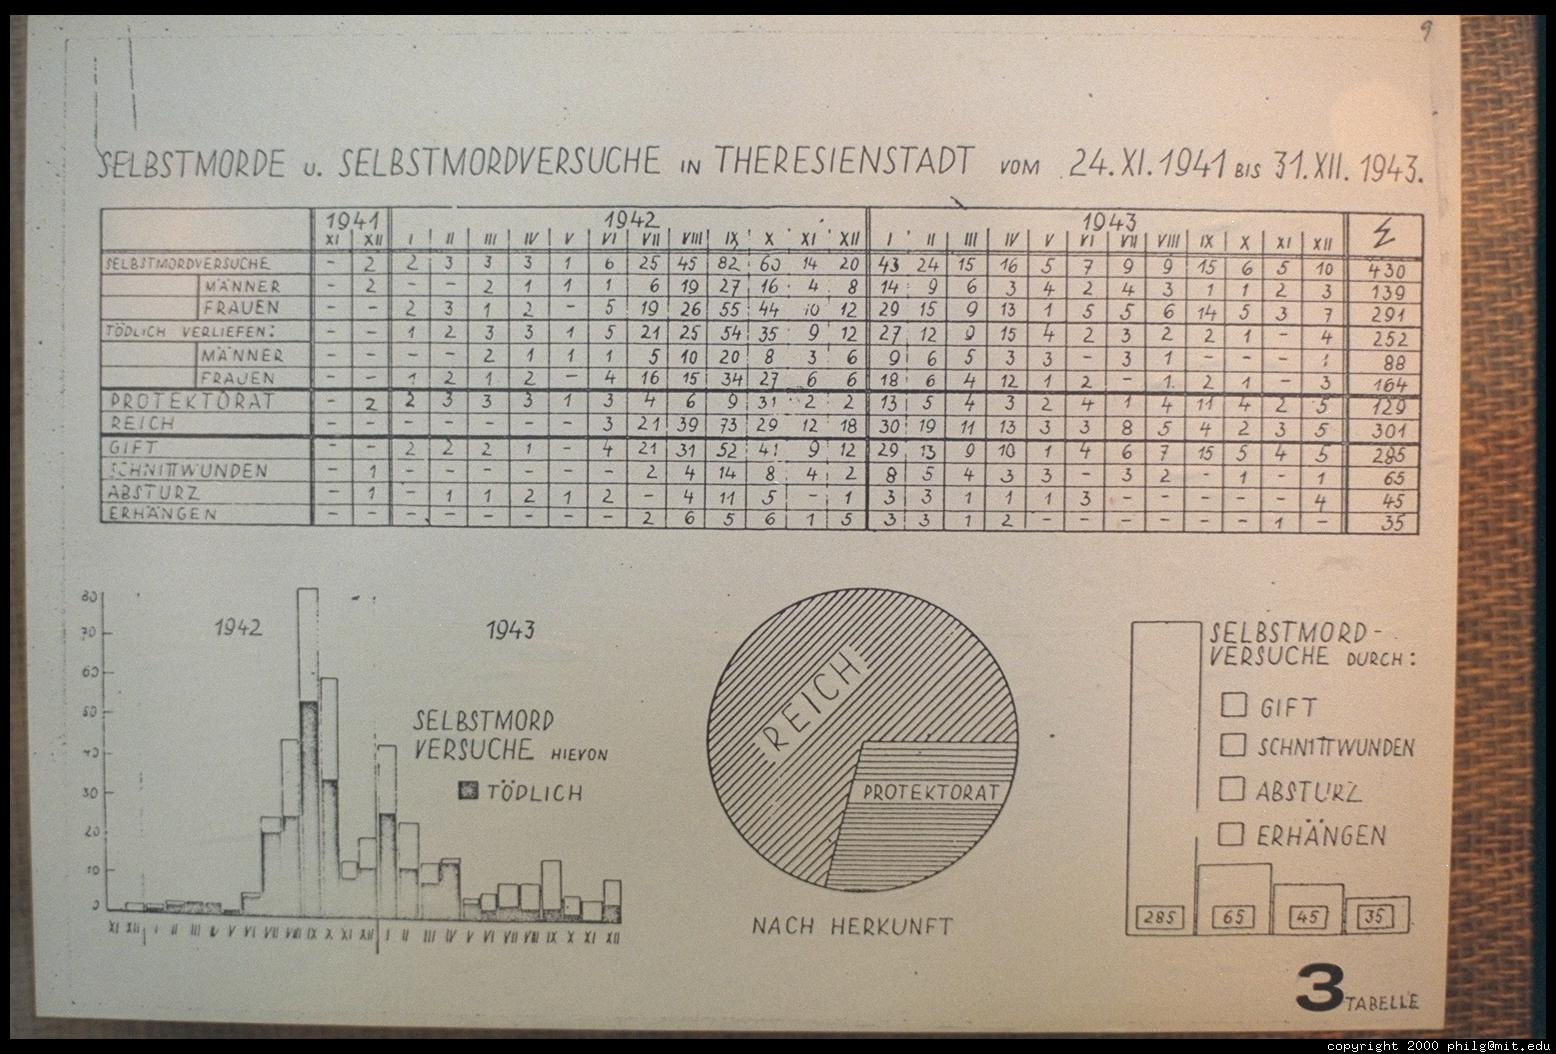 9
SELBSTMORDE u. SELBSTMORDVERSUCHE IN THERESIENSTADT VOM 24.XI.1941 BIS 31.XII.1943.
1941 1942 1943 Σ
XI XII I II III IV V VI VII VIII IX X XI XII I II III IV V VI VII VIII IX X XI XII
SELBSTMORDVERSUCHE - 2 2 3 3 3 1 6 25 45 82 60 14 20 43 24 15 16 5 7 9 9 15 6 5 10 430
MÄNNER - 2 - - 2 1 1 1 6 19 27 16 4 8 14 9 6 3 4 2 4 3 1 1 2 3 139
FRAUEN - - 2 3 1 2 - 5 19 26 55 44 10 12 29 15 9 13 1 5 5 6 14 5 3 7 291
TÖDLICH VERLIEFEN: - - 1 2 3 3 1 5 21 25 54 35 9 12 27 12 9 15 4 2 3 2 2 1 - 4 252
MÄNNER - - - - 2 1 1 1 5 10 20 8 3 6 9 6 5 3 3 - 3 1 - - - 1 88
FRAUEN - - 1 2 1 2 - 4 16 15 34 27 6 6 18 6 4 12 1 2 - 1 2 1 - 3 164
PROTEKTORAT - 2 2 3 3 3 1 3 4 6 9 31 2 2 13 5 4 3 2 4 1 4 11 4 2 5 129
REICH - - - - - - - 3 21 39 73 29 12 18 30 19 11 13 3 3 8 5 4 2 3 5 301
GIFT - - 2 2 2 1 - 4 21 31 52 41 9 12 29 13 9 10 1 4 6 7 15 5 4 5 285
SCHNITTWUNDEN - 1 - - - - - - 2 4 14 8 4 2 8 5 4 3 3 - 3 2 - 1 - 1 65
ABSTURZ - 1 - 1 1 2 1 2 - 4 11 5 - 1 3 3 1 1 1 3 - - - - - 4 45
ERHÄNGEN - - - - - - - - 2 6 5 6 1 5 3 3 1 2 - - - - - - 1 - 35
80
70
60
50
40
30
20
10
0
1942 1943
SELBSTMORD
VERSUCHE HIEVON
TÖDLICH
XI XII I II III IV V VI VII VIII IX X XI XII I II III IV V VI VII VIII IX X XI XII
REICH
PROTEKTORAT
NACH HERKUNFT
SELBSTMORD-
VERSUCHE DURCH:
GIFT
SCHNITTWUNDEN
ABSTURZ
ERHÄNGEN
285 65 45 35
3 TABELLE
copyright 2000 philg@mit.edu